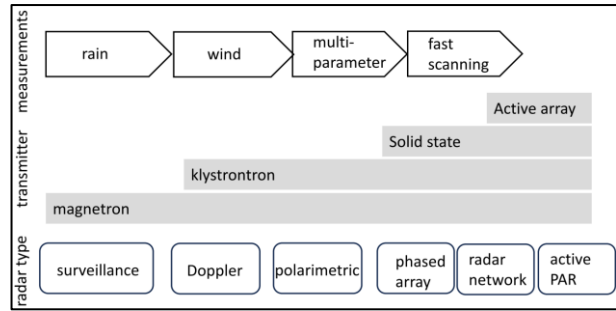 measurements
rain
wind
multi-
parameter
fast
scanning
transmitter
Active array
Solid state
klystrontron
magnetron
radar type
surveillance
Doppler
polarimetric
phased
array
radar
network
active
PAR